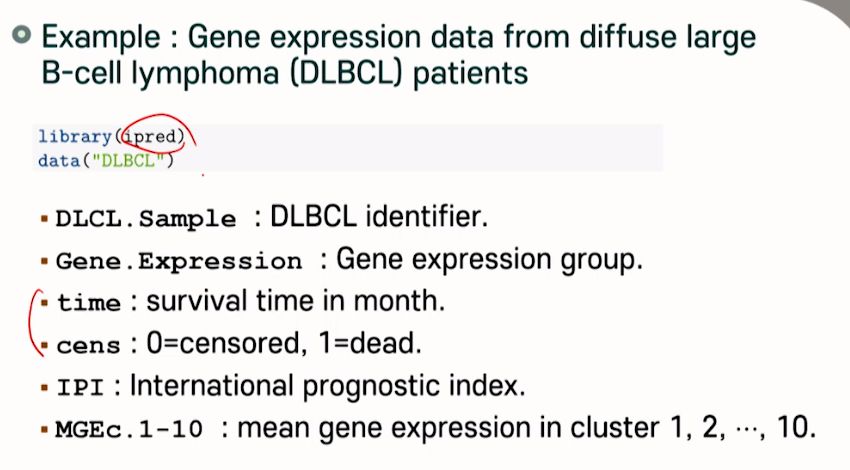 Example : Gene expression data from diffuse large
B-cell lymphoma (DLBCL) patients
library(ipred)
data("DLBCL")
DLCL.Sample : DLBCL identifier.
Gene.Expression : Gene expression group.
time : survival time in month.
cens : 0=censored, 1=dead.
IPI : International prognostic index.
MGEc.1-10 : mean gene expression in cluster 1, 2, ⋯, 10.